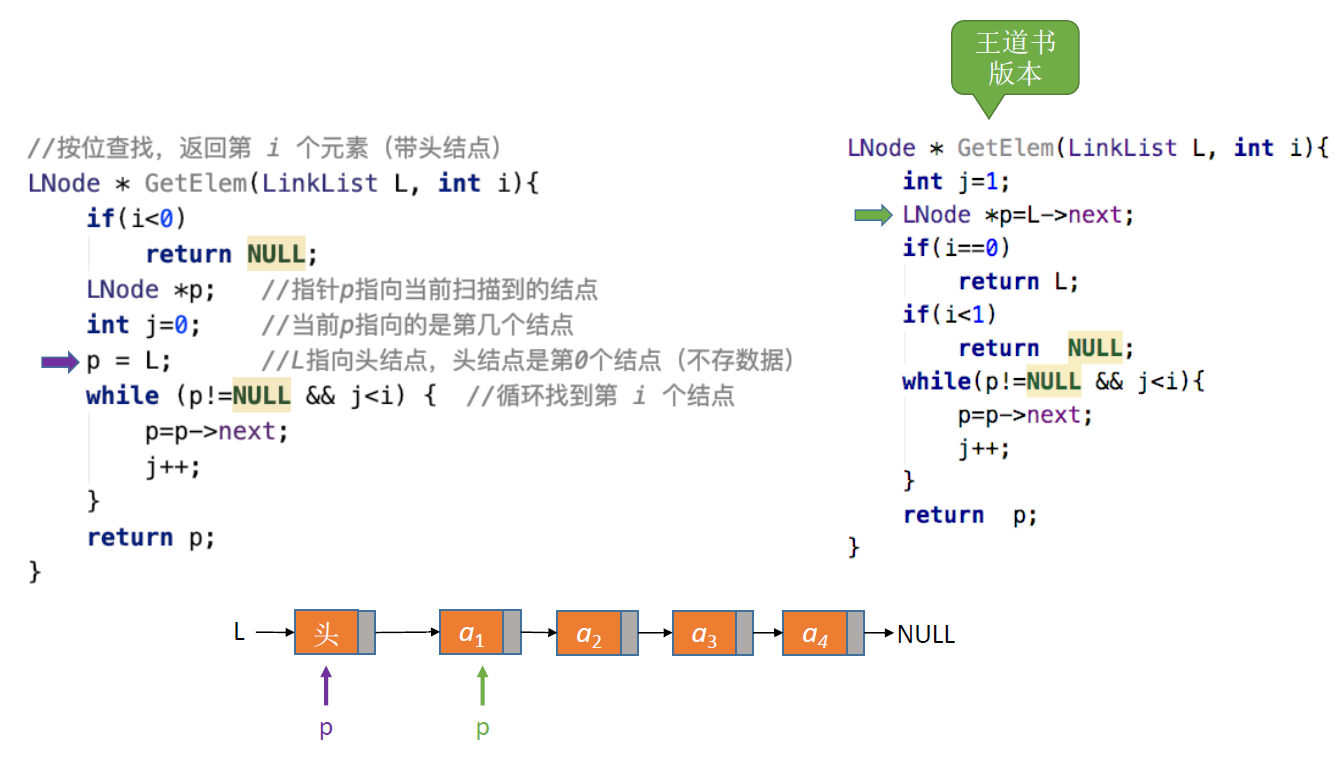 王道书
版本
//按位查找，返回第 i 个元素（带头结点）
LNode * GetElem(LinkList L, int i){
    if(i<0)
        return NULL;
    LNode *p;   //指针p指向当前扫描到的结点
    int j=0;    //当前p指向的是第几个结点
    p = L;      //L指向头结点，头结点是第0个结点（不存数据）
    while (p!=NULL && j<i) {  //循环找到第 i 个结点
        p=p->next;
        j++;
    }
    return p;
}
LNode * GetElem(LinkList L, int i){
    int j=1;
    LNode *p=L->next;
    if(i==0)
        return L;
    if(i<1)
        return  NULL;
    while(p!=NULL && j<i){
        p=p->next;
        j++;
    }
    return  p;
}
L 头 a1 a2 a3 a4 NULL
p p